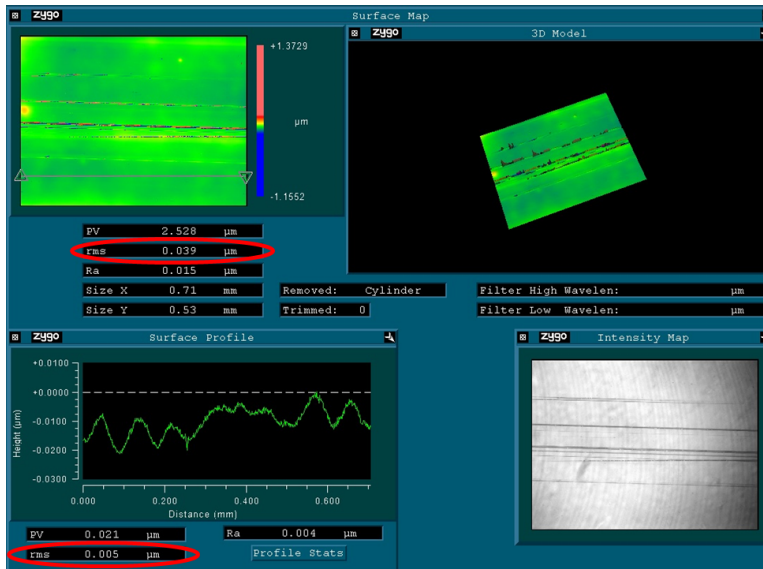 zygo Surface Map
+1.3729
µm
-1.1552
PV 2.528 µm
rms 0.039 µm
Ra 0.015 µm
Size X 0.71 mm
Size Y 0.53 mm
zygo 3D Model
Removed: Cylinder
Trimmed: 0
Filter High Wavelen: µm
Filter Low Wavelen: µm
zygo Surface Profile
Height (µm)
+0.0100
+0.0000
-0.0100
-0.0200
-0.0300
0.000 0.200 0.400 0.600
Distance (mm)
PV 0.021 µm
Ra 0.004 µm
rms 0.005 µm
Profile Stats
zygo Intensity Map